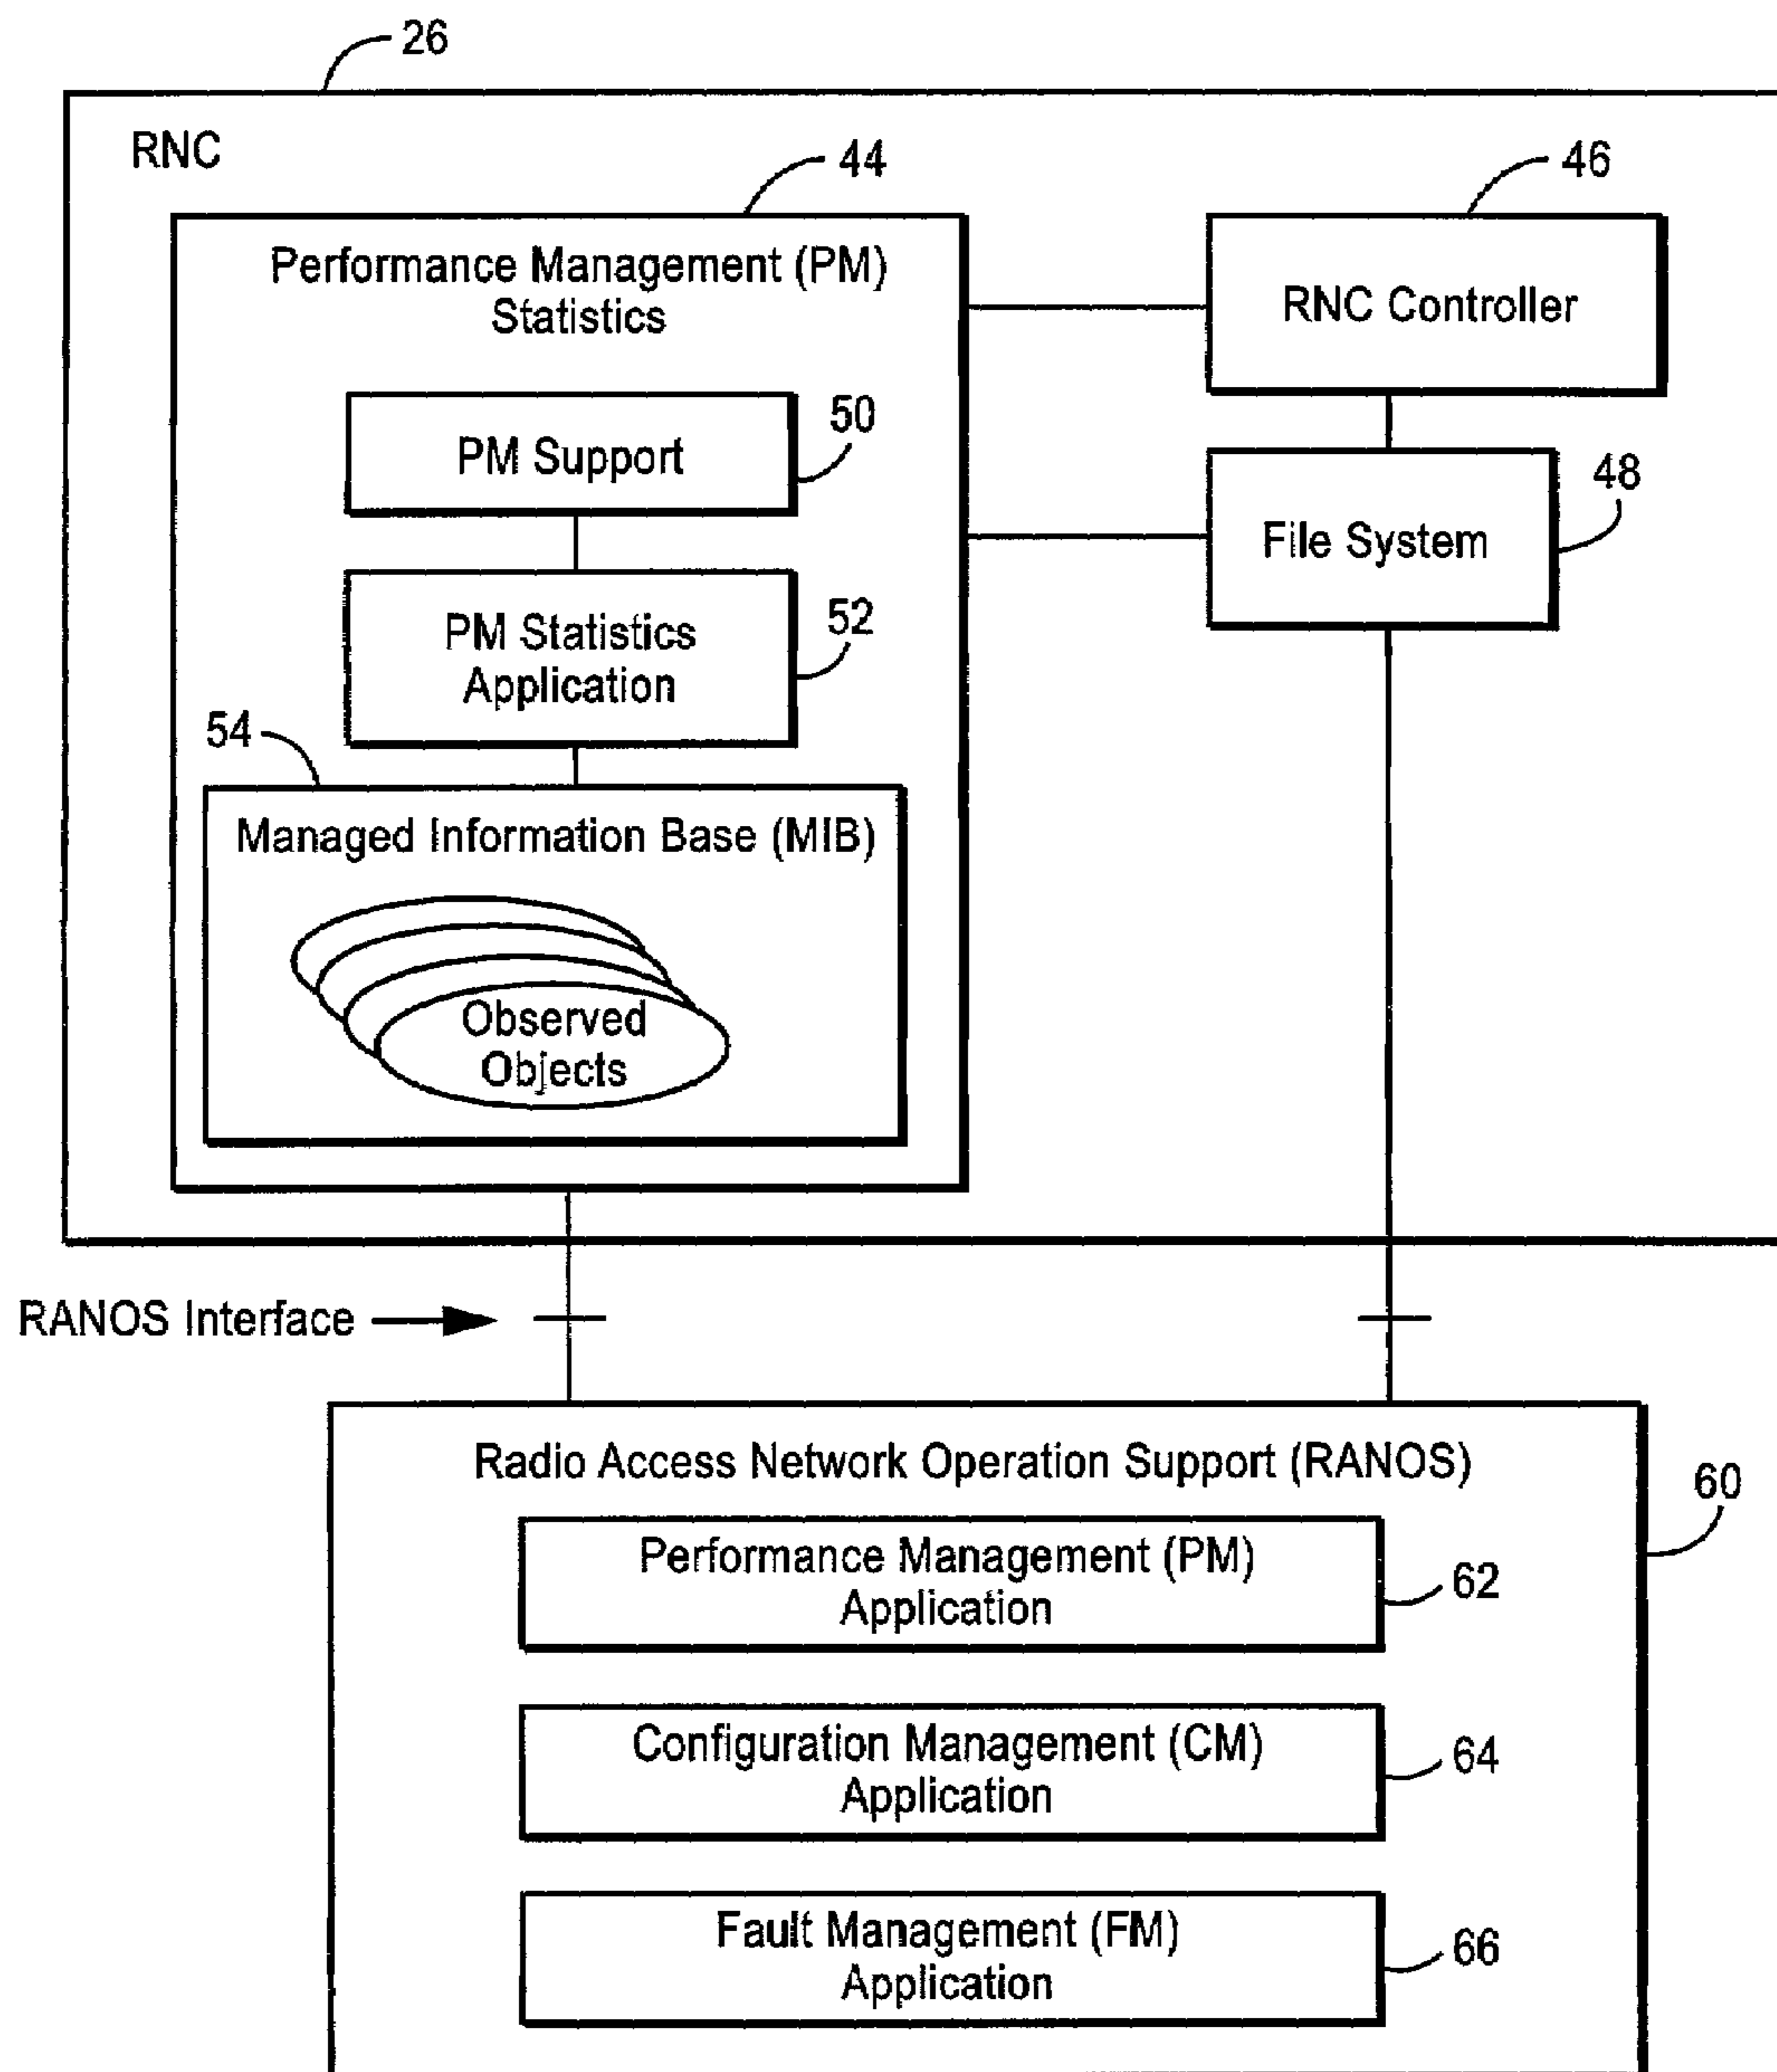 26
RNC
44
46
Performance Management (PM)
Statistics
RNC Controller
50
PM Support
48
File System
52
PM Statistics
Application
54
Managed Information Base (MIB)
Observed
Objects
RANOS Interface
Radio Access Network Operation Support (RANOS)
60
Performance Management (PM)
Application
62
Configuration Management (CM)
Application
64
Fault Management (FM)
Application
66